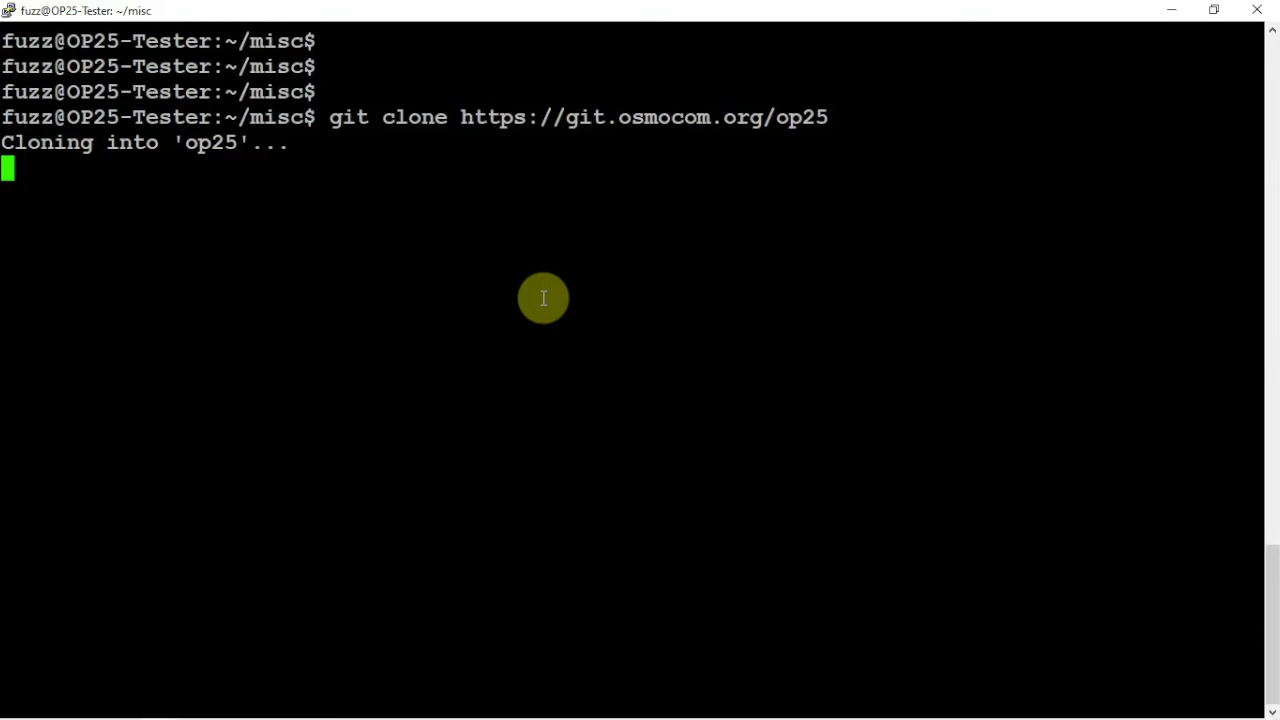 fuzz@OP25-Tester: ~/misc
fuzz@OP25-Tester:~/misc$
fuzz@OP25-Tester:~/misc$
fuzz@OP25-Tester:~/misc$
fuzz@OP25-Tester:~/misc$ git clone https://git.osmocom.org/op25
Cloning into 'op25'...